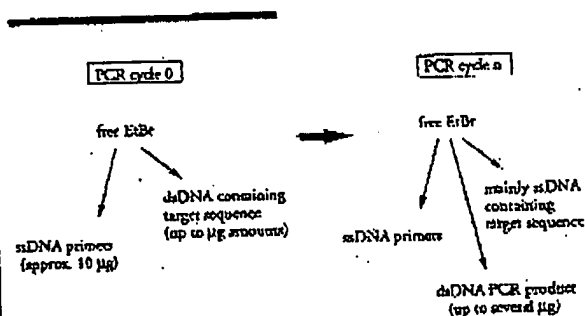 PCR cycle 0
free EtBr
dsDNA containing
target sequence
(up to µg amounts)
ssDNA primers
(approx. 10 µg)
PCR cycle n
free EtBr
mainly ssDNA
containing
target sequence
ssDNA primers
dsDNA PCR product
(up to several µg)